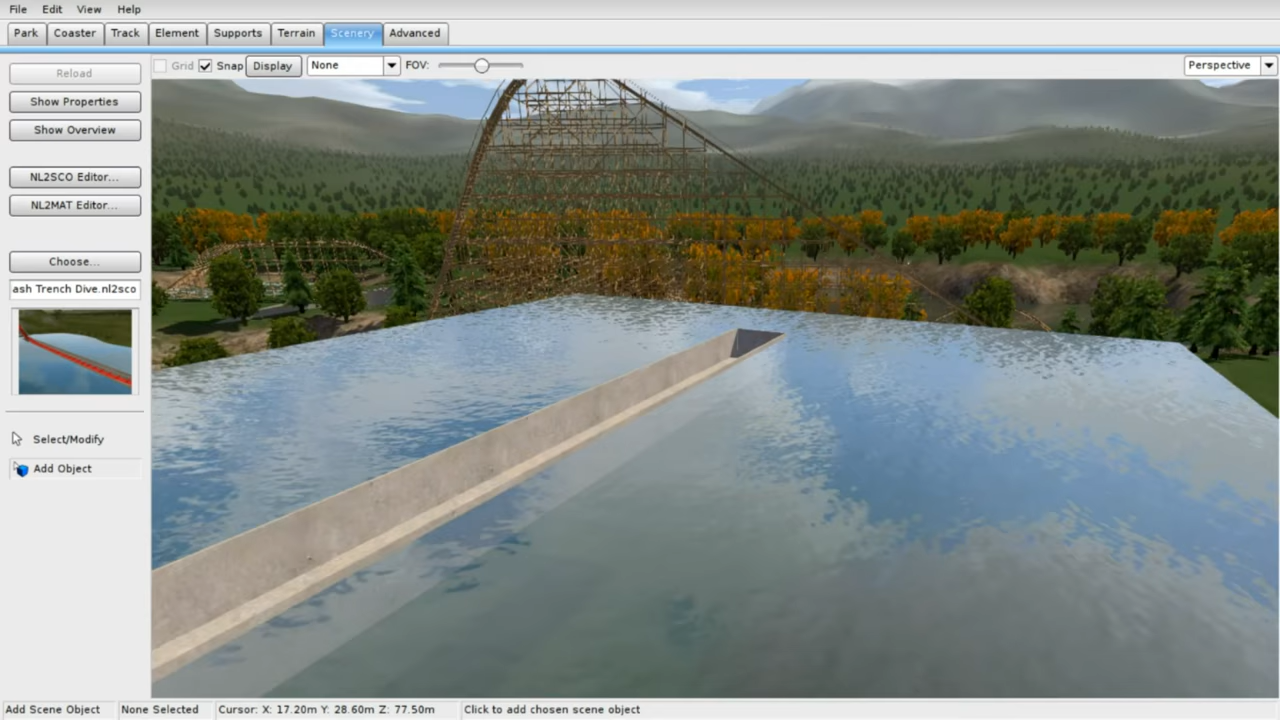 File Edit View Help
Park Coaster Track Element Supports Terrain Scenery Advanced
Reload
Grid Snap Display None FOV: Perspective
Show Properties
Show Overview
NL2SCO Editor...
NL2MAT Editor...
Choose...
ash Trench Dive.nl2sco
Select/Modify
Add Object
Add Scene Object None Selected Cursor: X: 17.20m Y: 28.60m Z: 77.50m Click to add chosen scene object